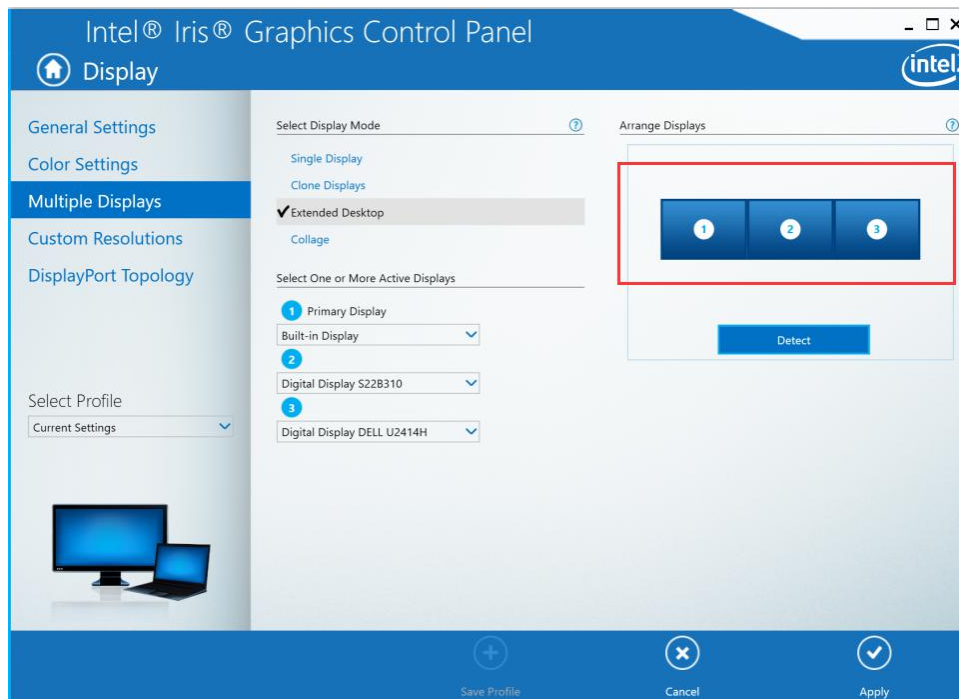 Intel® Iris® Graphics Control Panel
Display
intel
General Settings
Color Settings
Multiple Displays
Custom Resolutions
DisplayPort Topology
Select Profile
Current Settings
Select Display Mode
?
Single Display
Clone Displays
Extended Desktop
Collage
Select One or More Active Displays
1 Primary Display
Built-in Display
2
Digital Display S22B310
3
Digital Display DELL U2414H
Arrange Displays
?
1 2 3
Detect
Save Profile
Cancel
Apply